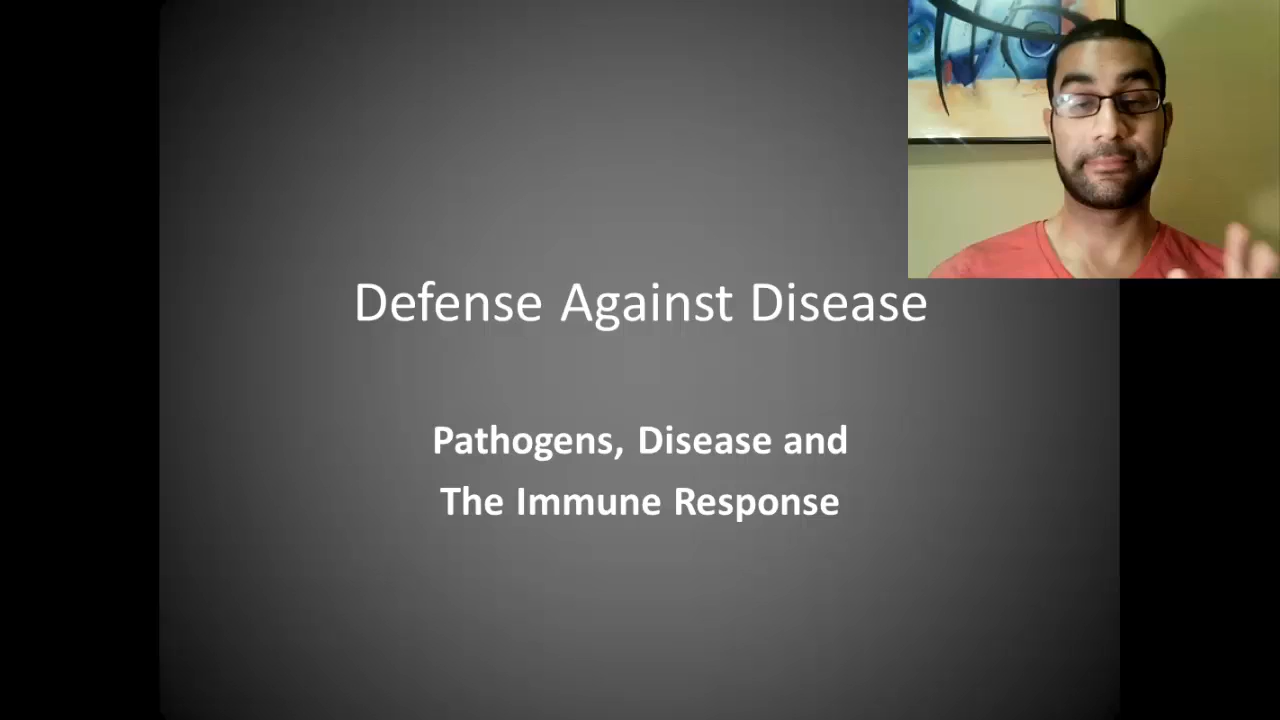 Defense Against Disease
Pathogens, Disease and
The Immune Response